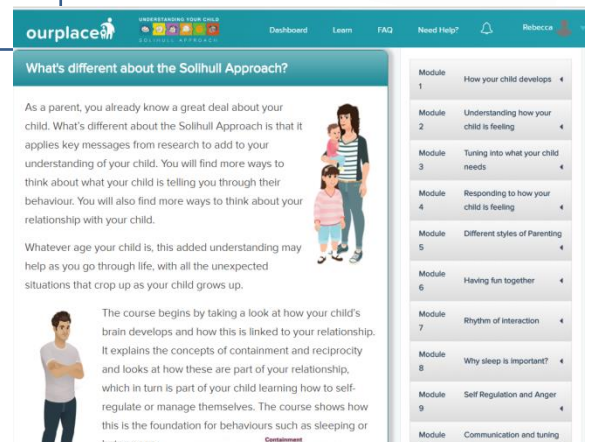 ourplace
UNDERSTANDING YOUR CHILD
SOLIHULL APPROACH
Dashboard Learn FAQ Need Help? Rebecca
What's different about the Solihull Approach?
As a parent, you already know a great deal about your
child. What's different about the Solihull Approach is that it
applies key messages from research to add to your
understanding of your child. You will find more ways to
think about what your child is telling you through their
behaviour. You will also find more ways to think about your
relationship with your child.
Whatever age your child is, this added understanding may
help as you go through life, with all the unexpected
situations that crop up as your child grows up.
The course begins by taking a look at how your child's
brain develops and how this is linked to your relationship.
It explains the concepts of containment and reciprocity
and looks at how these are part of your relationship,
which in turn is part of your child learning how to self-
regulate or manage themselves. The course shows how
this is the foundation for behaviours such as sleeping or
Containment
Module
1
How your child develops
Module
2
Understanding how your
child is feeling
Module
3
Tuning into what your child
needs
Module
4
Responding to how your
child is feeling
Module
5
Different styles of Parenting
Module
6
Having fun together
Module
7
Rhythm of interaction
Module
8
Why sleep is important?
Module
9
Self Regulation and Anger
Module
Communication and tuning